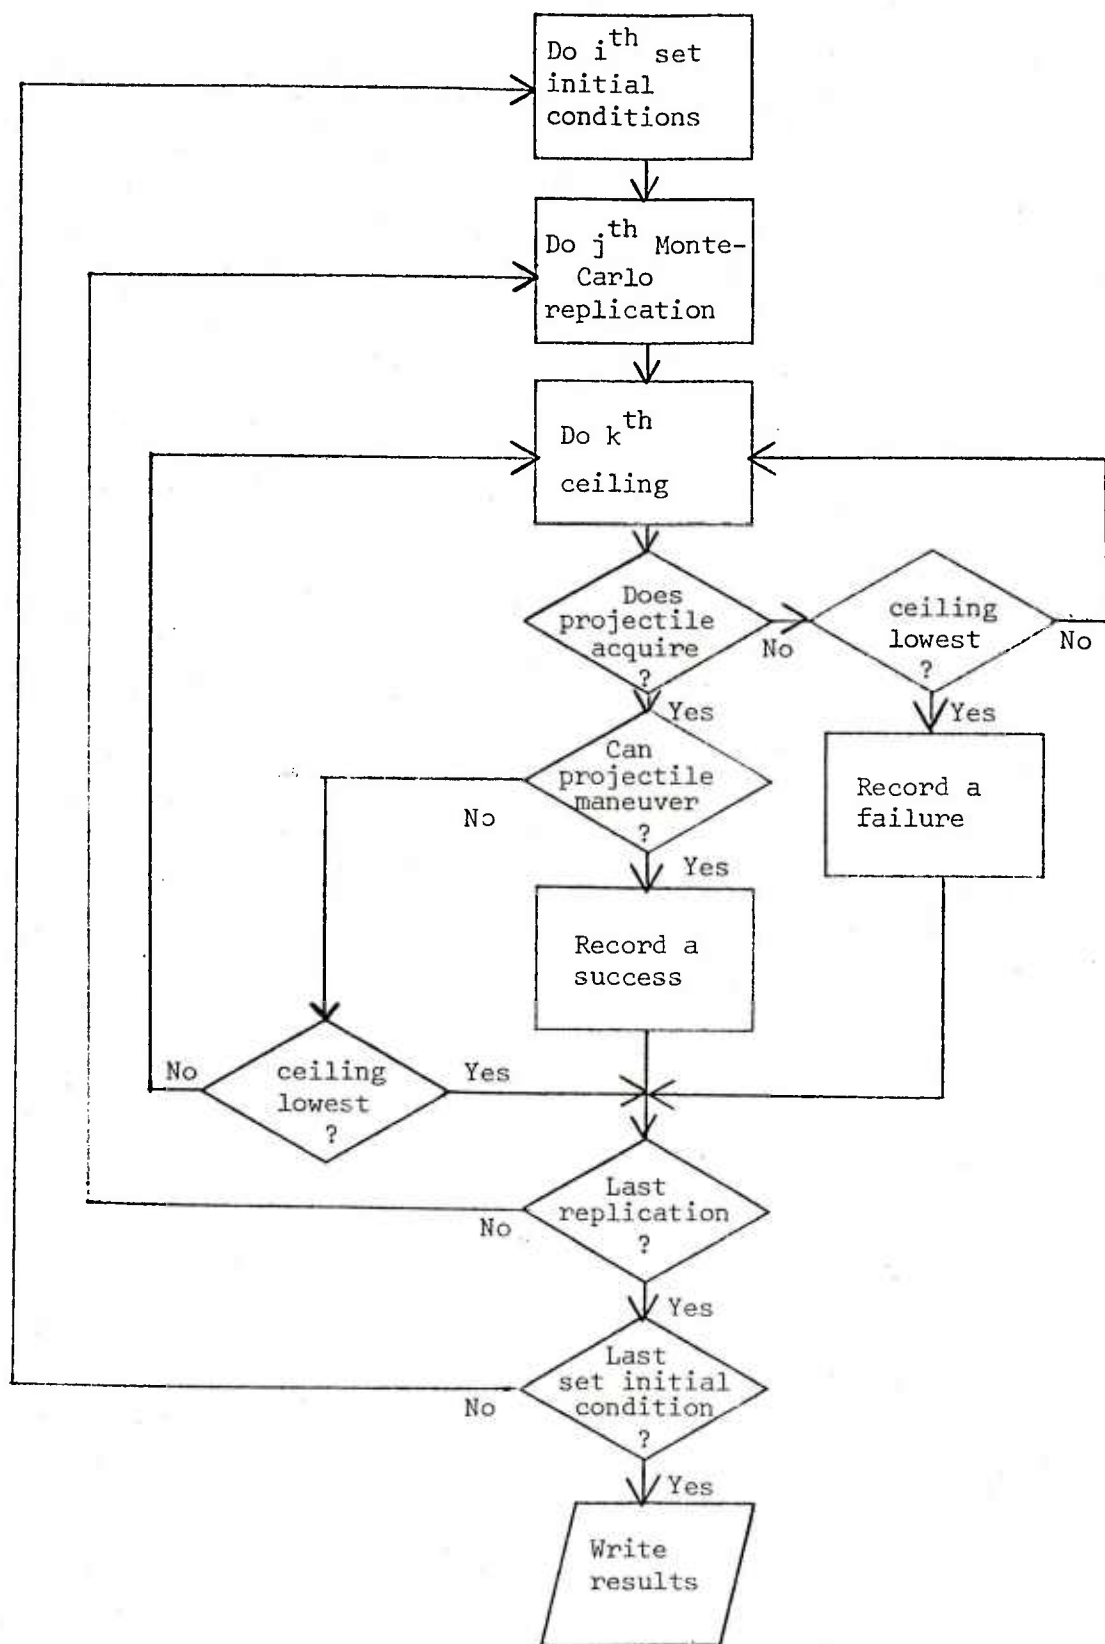 Do i^th set
initial
conditions
Do j^th Monte-
Carlo
replication
Do k^th
ceiling
Does
projectile
acquire
?
No
ceiling
lowest
?
No
Yes
Yes
Can
projectile
maneuver
?
No
Yes
Record a
failure
Record a
success
No
ceiling
lowest
?
Yes
Last
replication
?
No
Yes
Last
set initial
condition
?
No
Yes
Write
results